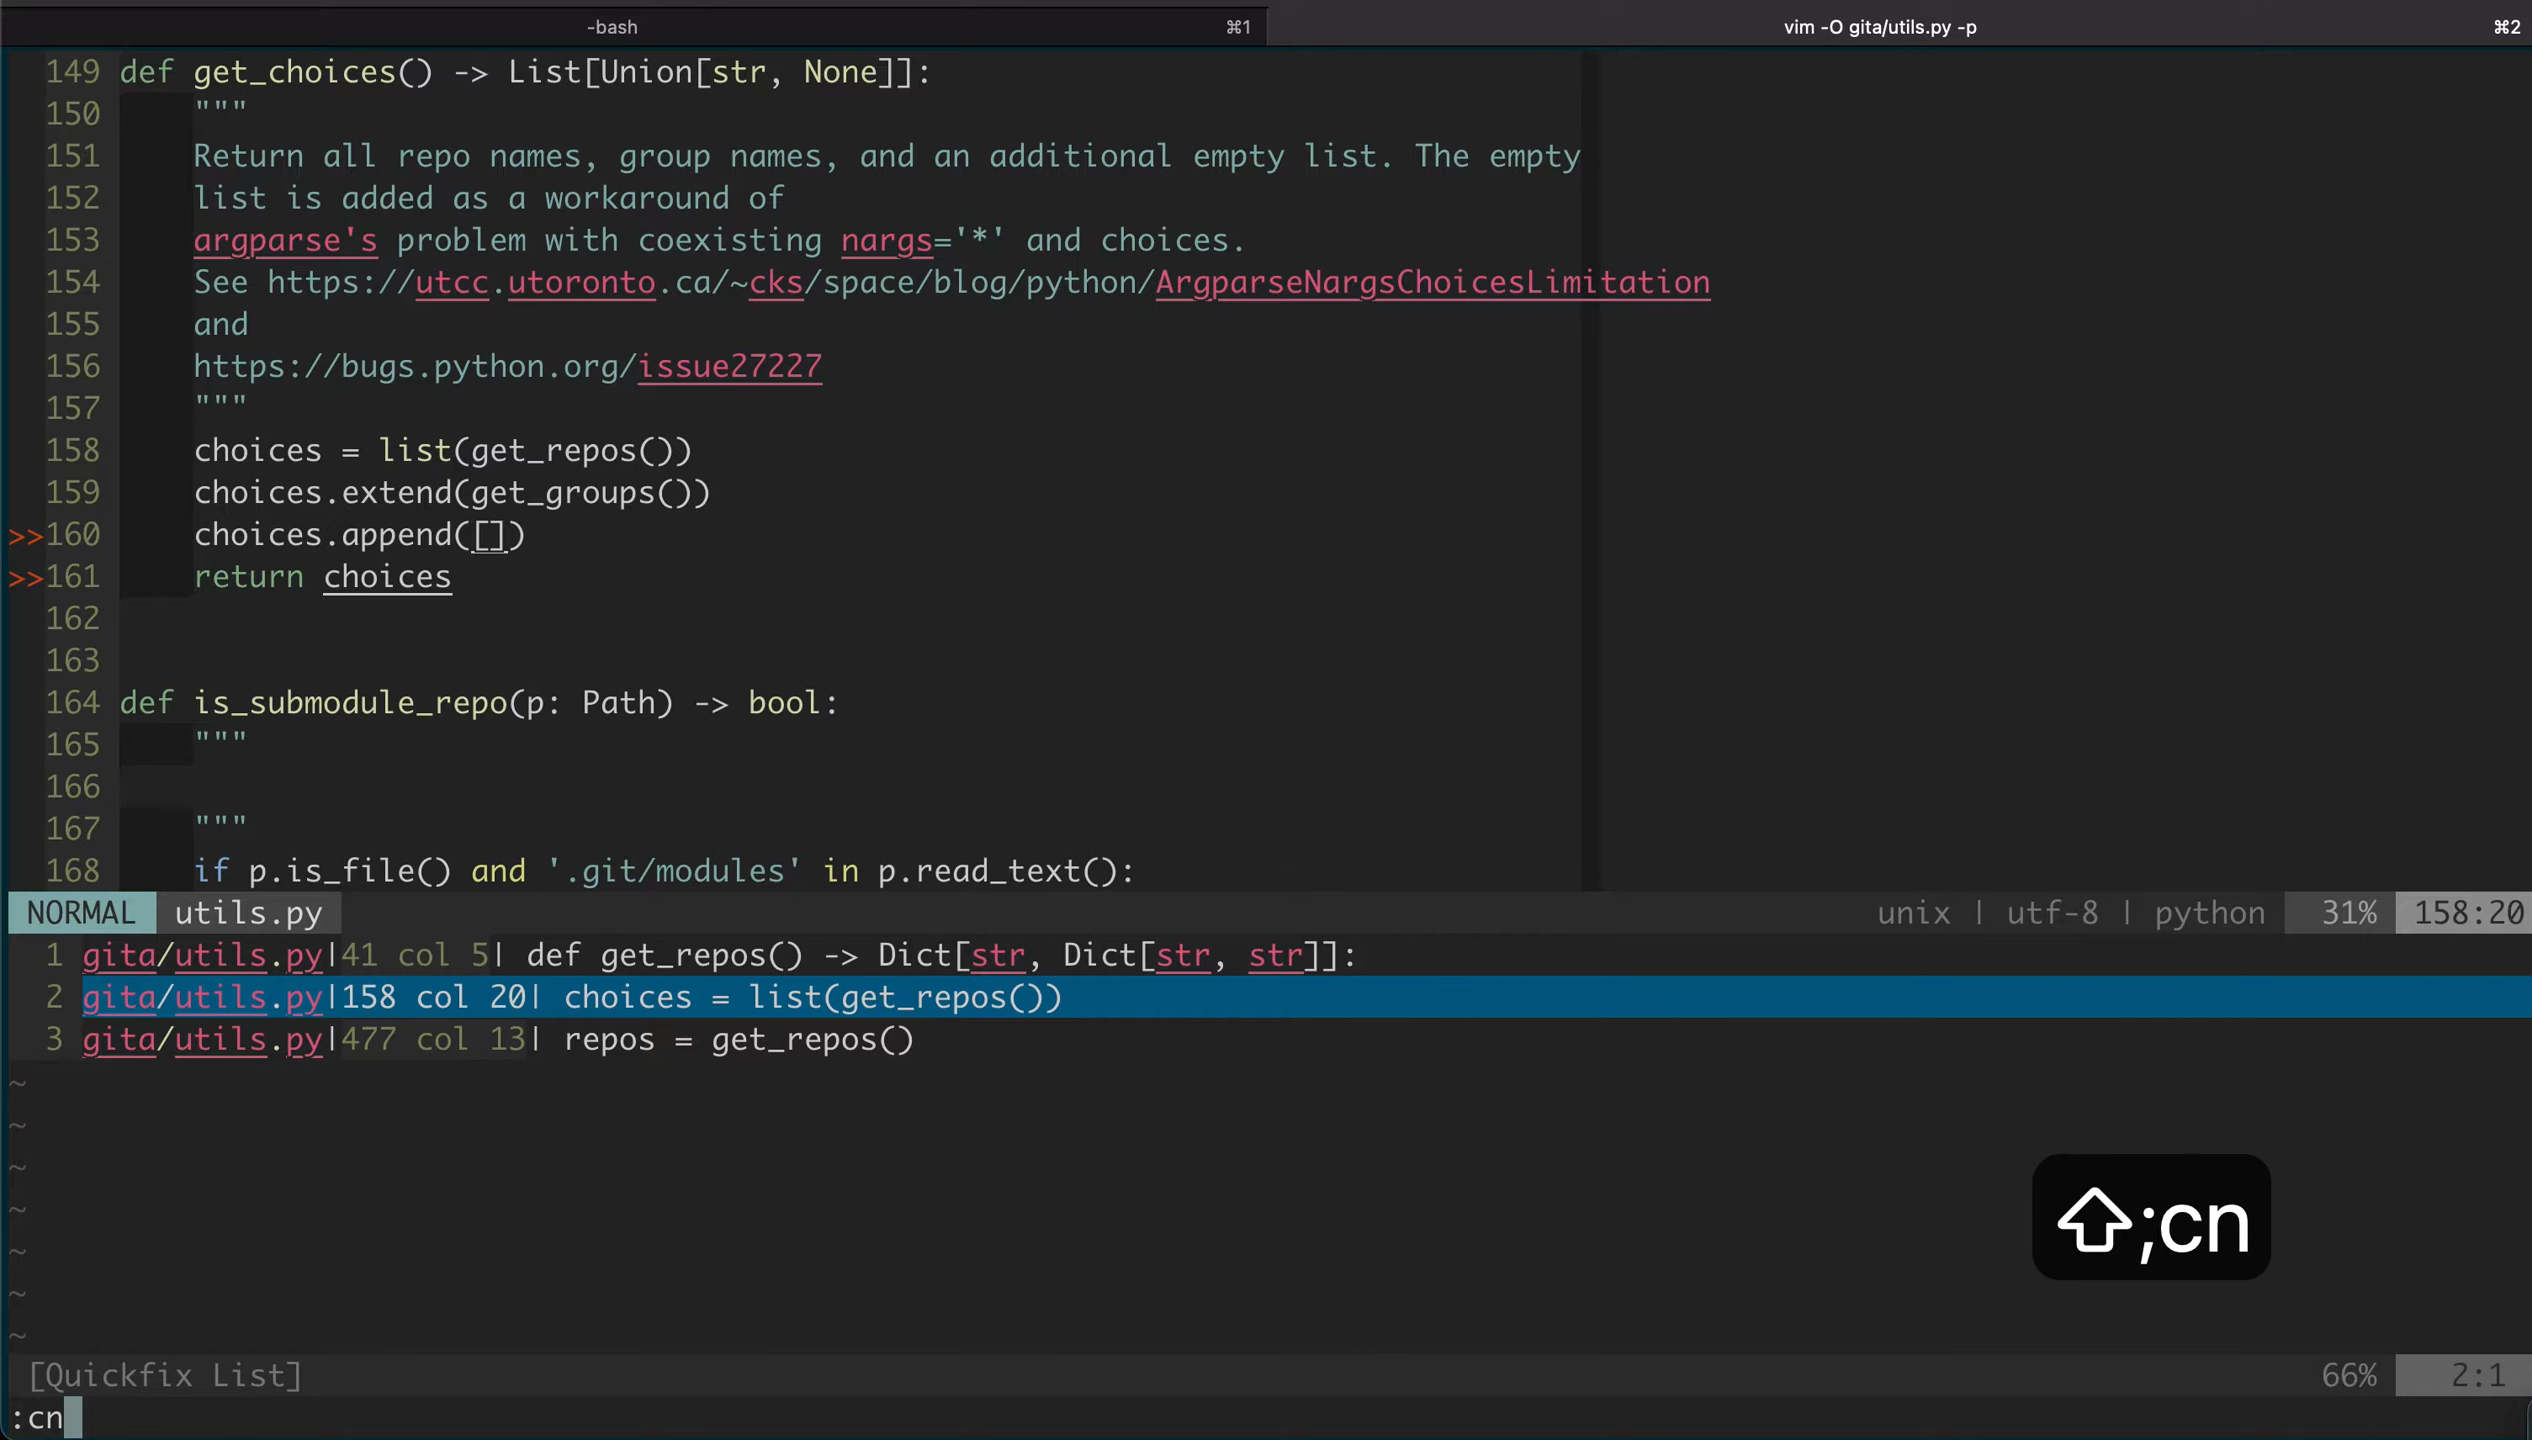 -bash ⌘1 vim -O gita/utils.py -p ⌘2
149 def get_choices() -> List[Union[str, None]]:
150     """
151     Return all repo names, group names, and an additional empty list. The empty
152     list is added as a workaround of
153     argparse's problem with coexisting nargs='*' and choices.
154     See https://utcc.utoronto.ca/~cks/space/blog/python/ArgparseNargsChoicesLimitation
155     and
156     https://bugs.python.org/issue27227
157     """
158     choices = list(get_repos())
159     choices.extend(get_groups())
>>160     choices.append([])
>>161     return choices
162
163
164 def is_submodule_repo(p: Path) -> bool:
165     """
166
167     """
168     if p.is_file() and '.git/modules' in p.read_text():
NORMAL utils.py unix | utf-8 | python 31% 158:20
1 gita/utils.py|41 col 5| def get_repos() -> Dict[str, Dict[str, str]]:
2 gita/utils.py|158 col 20| choices = list(get_repos())
3 gita/utils.py|477 col 13| repos = get_repos()
~
~
~
~
~
~
~
⇧;cn
[Quickfix List] 66% 2:1
:cn